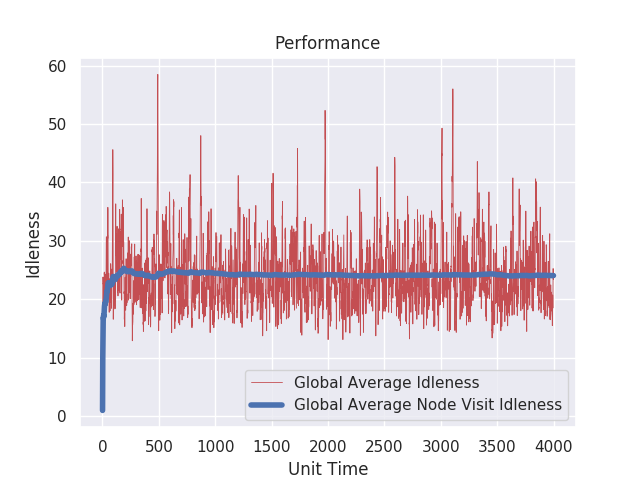 Performance
60
50
40
30
20
10
0
Idleness
Global Average Idleness
Global Average Node Visit Idleness
0 500 1000 1500 2000 2500 3000 3500 4000
Unit Time